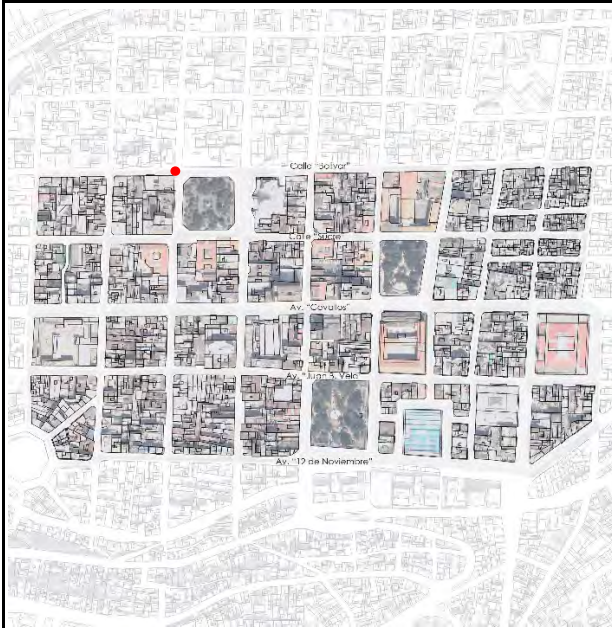 Calle "Bolívar"
Calle "Sucre"
Av. "Cevallos"
Av. "Juan B. Vela"
Av. "12 de Noviembre"